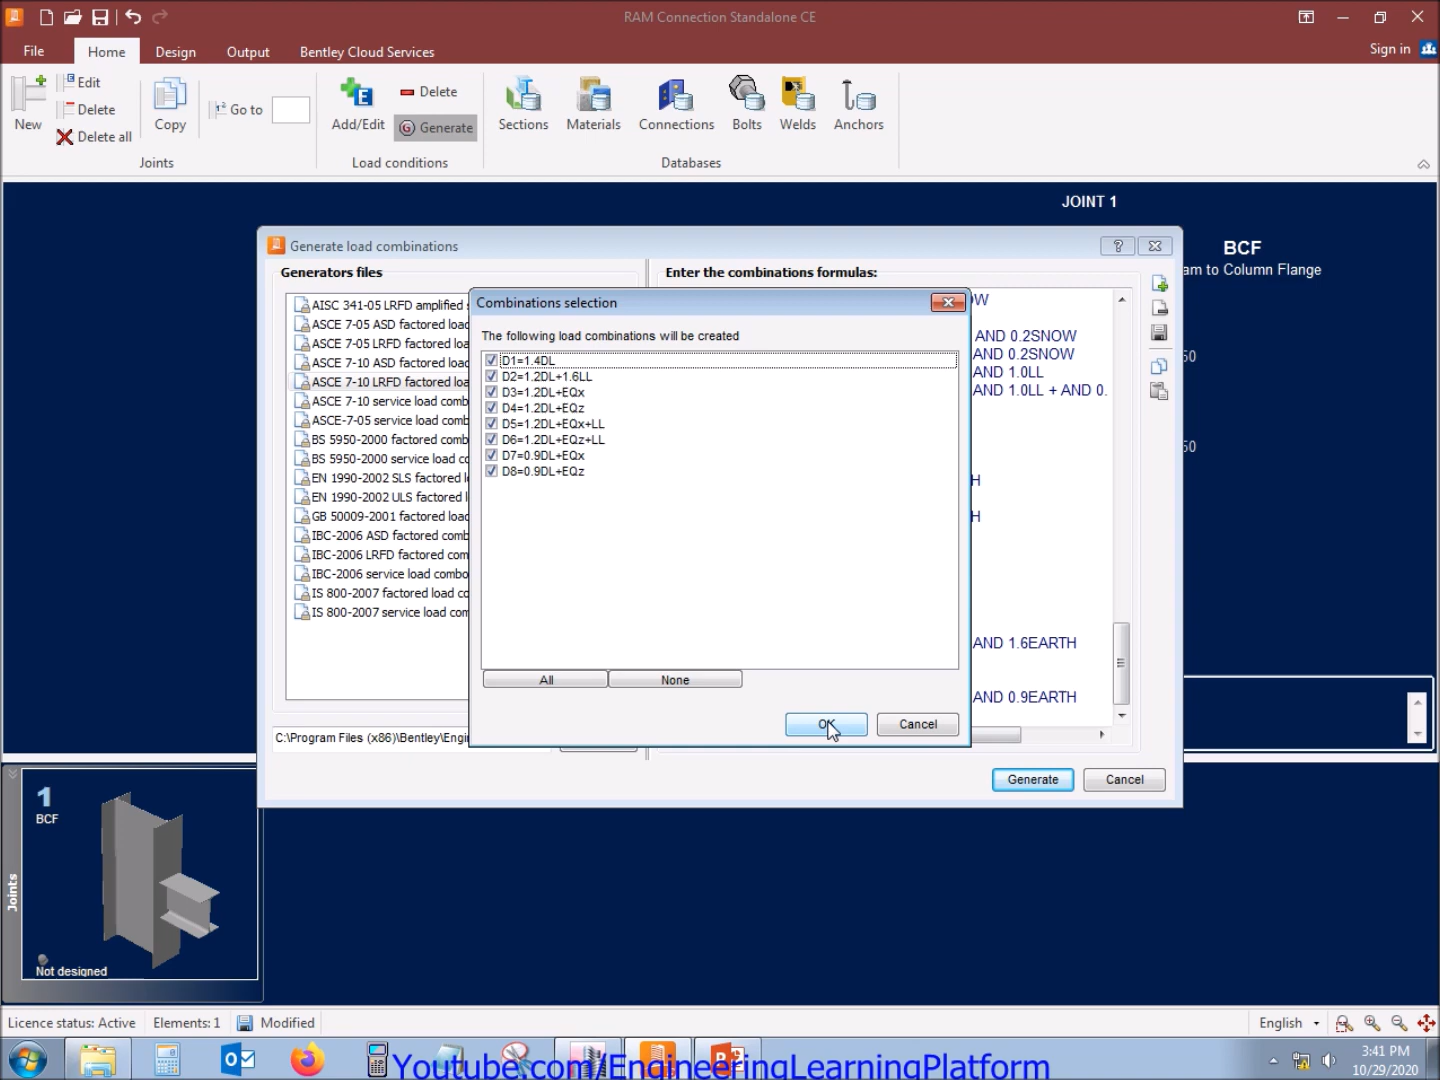 RAM Connection Standalone CE
File
Home
Design
Output
Bentley Cloud Services
Sign in
New
Edit
Delete
Delete all
Copy
Go to
Add/Edit
Delete
Generate
Sections
Materials
Connections
Bolts
Welds
Anchors
Joints
Load conditions
Databases
JOINT 1
BCF
am to Column Flange
Generate load combinations
Generators files
Enter the combinations formulas:
AISC 341-05 LRFD amplified s
ASCE 7-05 ASD factored load
ASCE 7-05 LRFD factored loa
ASCE 7-10 ASD factored load
ASCE 7-10 LRFD factored loa
ASCE 7-10 service load comb
ASCE-7-05 service load comb
BS 5950-2000 factored comb
BS 5950-2000 service load co
EN 1990-2002 SLS factored l
EN 1990-2002 ULS factored l
GB 50009-2001 factored load
IBC-2006 ASD factored comb
IBC-2006 LRFD factored com
IBC-2006 service load combo
IS 800-2007 factored load co
IS 800-2007 service load com
C:\Program Files (x86)\Bentley\Engi
Combinations selection
The following load combinations will be created
D1=1.4DL
D2=1.2DL+1.6LL
D3=1.2DL+EQx
D4=1.2DL+EQz
D5=1.2DL+EQx+LL
D6=1.2DL+EQz+LL
D7=0.9DL+EQx
D8=0.9DL+EQz
All
None
OK
Cancel
OW
AND 0.2SNOW
AND 0.2SNOW
AND 1.0LL
AND 1.0LL + AND 0.
H
H
AND 1.6EARTH
AND 0.9EARTH
50
50
Generate
Cancel
Joints
1
BCF
Not designed
Licence status: Active
Elements: 1
Modified
English
Youtube.com/EngineeringLearningPlatform
3:41 PM
10/29/2020